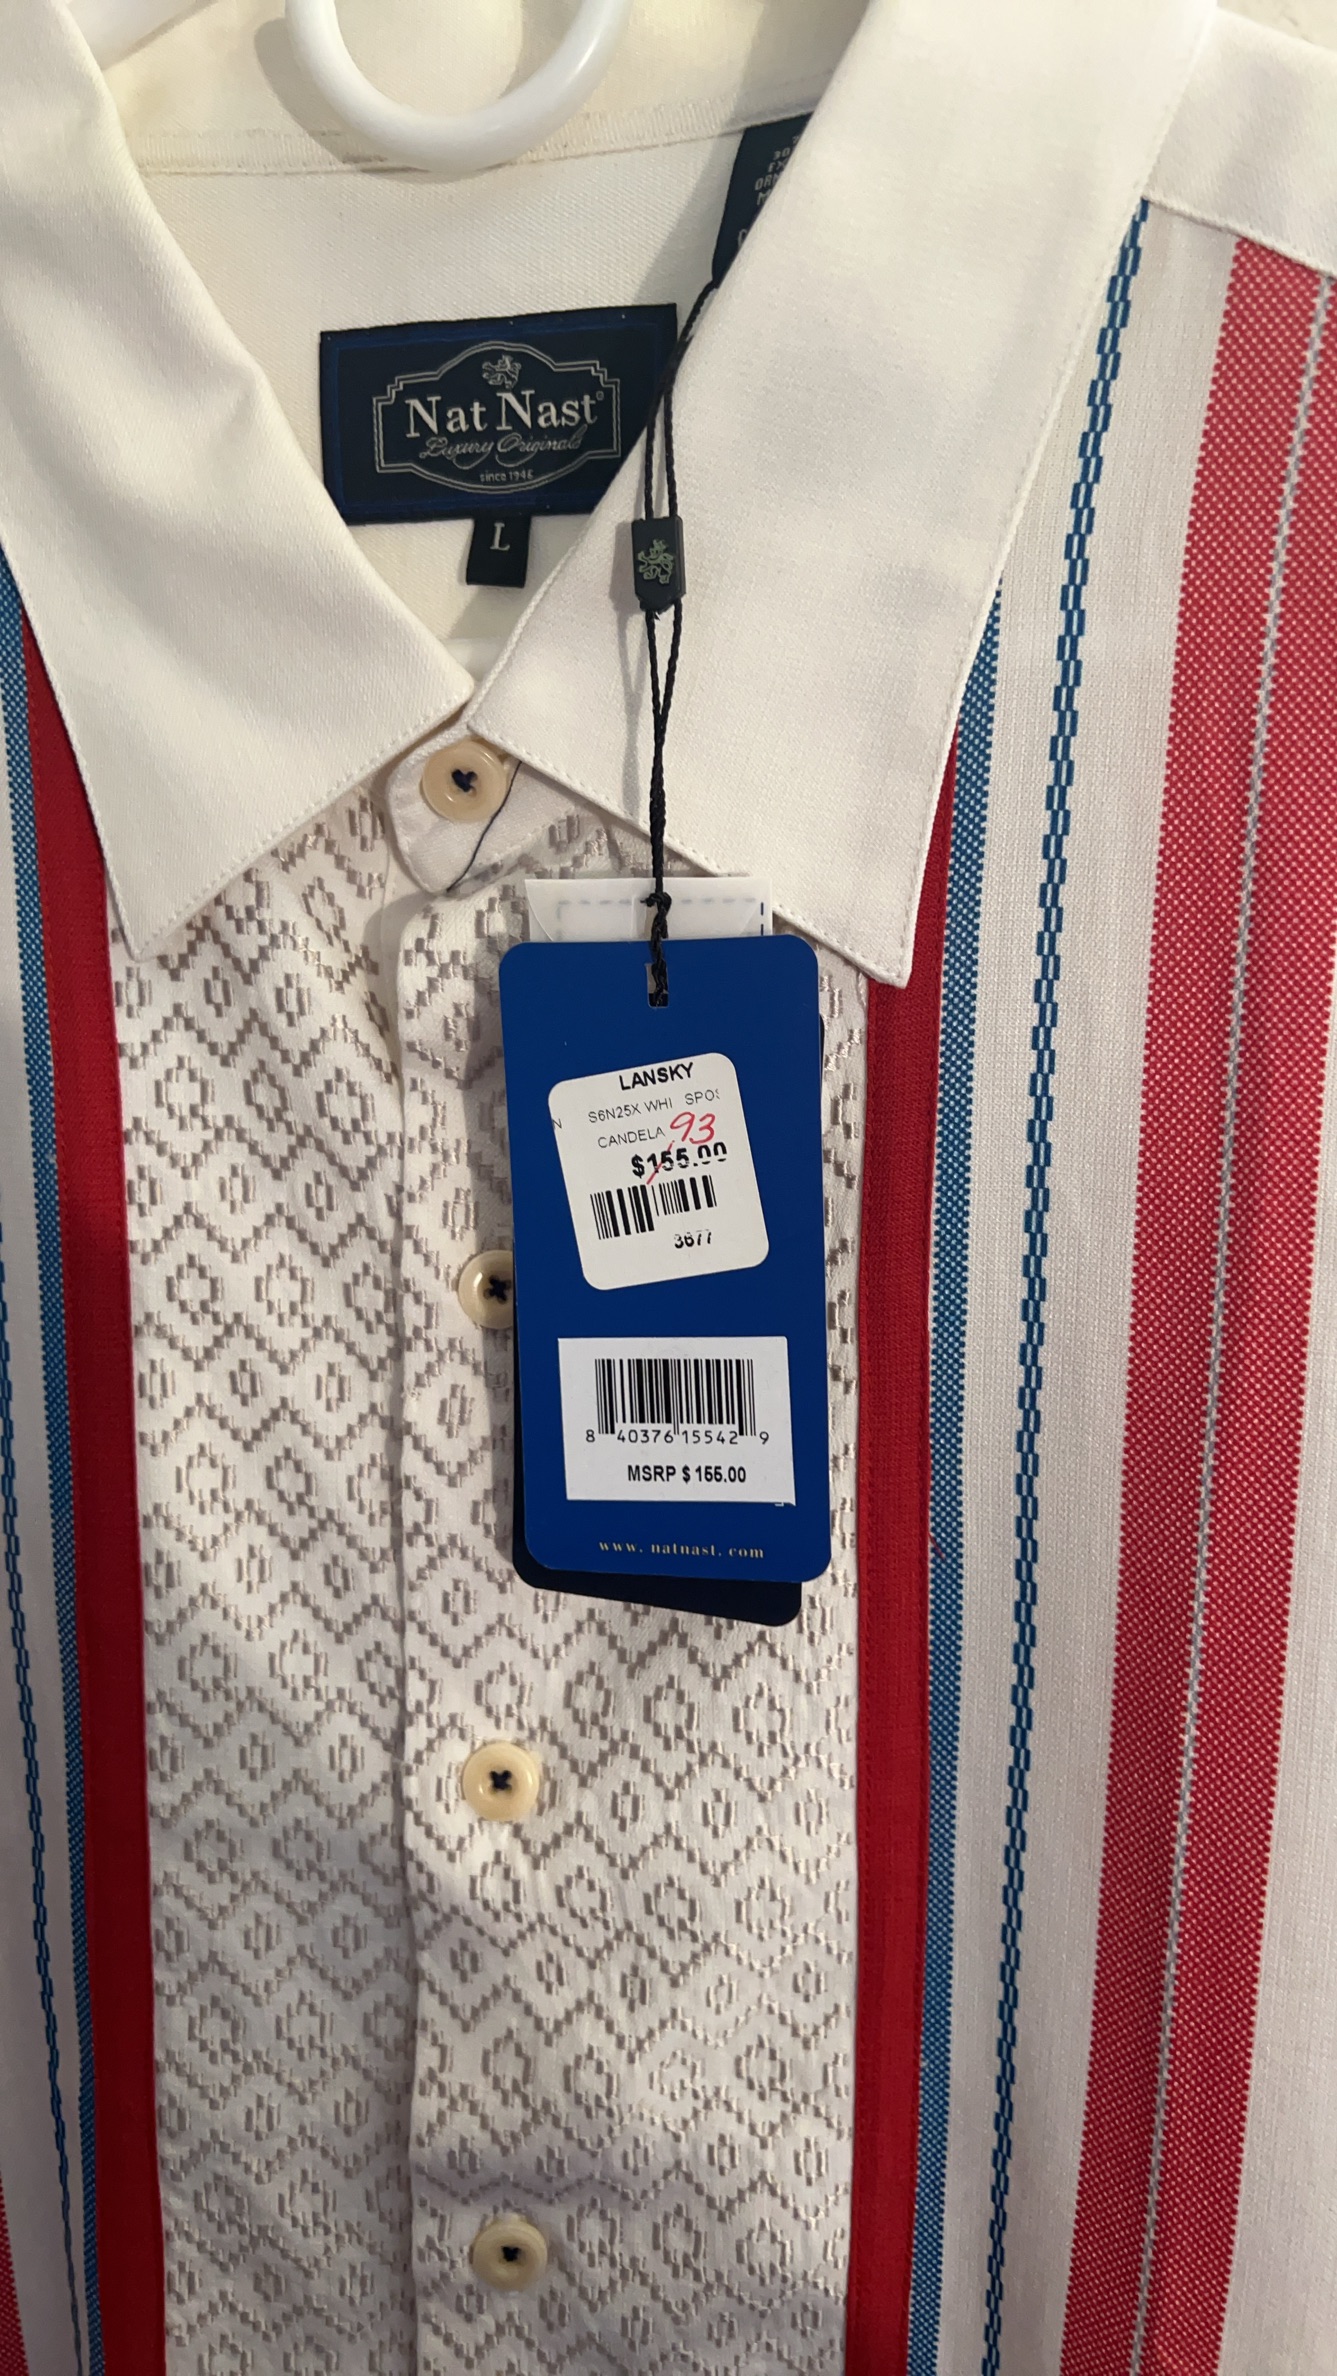 Nat Nast
Luxury Originals
since 1946
L
LANSKY
N S6N25X WHI SPO
CANDELA 93
$155.00
3677
8 40376 15542 9
MSRP $155.00
www.natnast.com